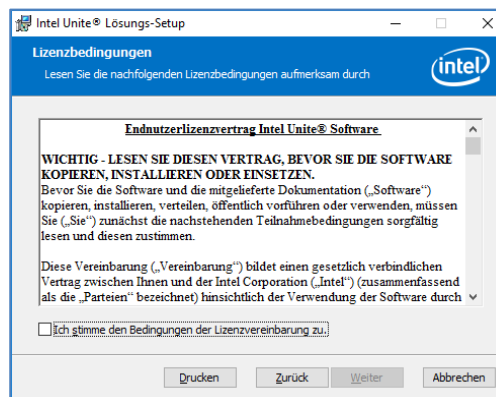 Intel Unite® Lösungs-Setup
Lizenzbedingungen
Lesen Sie die nachfolgenden Lizenzbedingungen aufmerksam durch
intel
Endnutzerlizenzvertrag Intel Unite® Software
WICHTIG - LESEN SIE DIESEN VERTRAG, BEVOR SIE DIE SOFTWARE
KOPIEREN, INSTALLIEREN ODER EINSETZEN.
Bevor Sie die Software und die mitgelieferte Dokumentation („Software“)
kopieren, installieren, verteilen, öffentlich vorführen oder verwenden, müssen
Sie („Sie“) zunächst die nachstehenden Teilnahmebedingungen sorgfältig
lesen und diesen zustimmen.
Diese Vereinbarung („Vereinbarung“) bildet einen gesetzlich verbindlichen
Vertrag zwischen Ihnen und der Intel Corporation („Intel“) (zusammenfassend
als die „Parteien“ bezeichnet) hinsichtlich der Verwendung der Software durch
Ich stimme den Bedingungen der Lizenzvereinbarung zu.
Drucken
Zurück
Weiter
Abbrechen